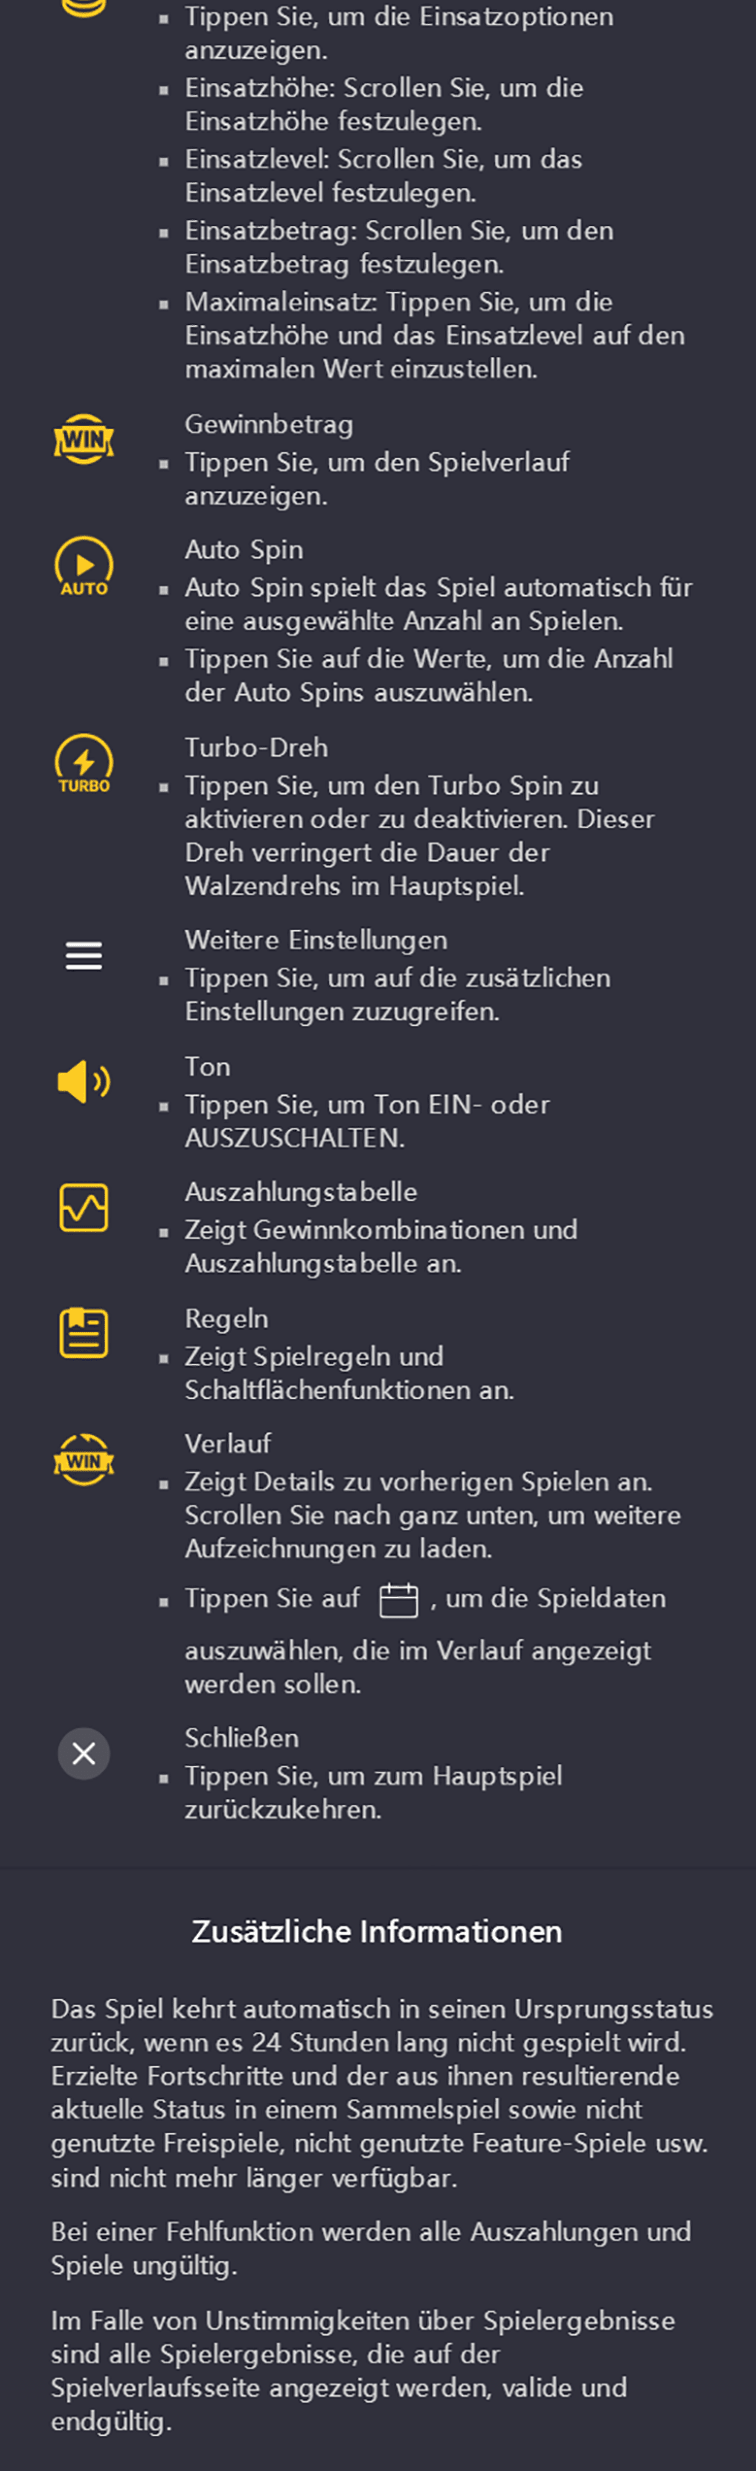 Tippen Sie, um die Einsatzoptionen
anzuzeigen.
Einsatzhöhe: Scrollen Sie, um die
Einsatzhöhe festzulegen.
Einsatzlevel: Scrollen Sie, um das
Einsatzlevel festzulegen.
Einsatzbetrag: Scrollen Sie, um den
Einsatzbetrag festzulegen.
Maximaleinsatz: Tippen Sie, um die
Einsatzhöhe und das Einsatzlevel auf den
maximalen Wert einzustellen.
WIN
Gewinnbetrag
Tippen Sie, um den Spielverlauf
anzuzeigen.
AUTO
Auto Spin
Auto Spin spielt das Spiel automatisch für
eine ausgewählte Anzahl an Spielen.
Tippen Sie auf die Werte, um die Anzahl
der Auto Spins auszuwählen.
TURBO
Turbo-Dreh
Tippen Sie, um den Turbo Spin zu
aktivieren oder zu deaktivieren. Dieser
Dreh verringert die Dauer der
Walzendrehs im Hauptspiel.
Weitere Einstellungen
Tippen Sie, um auf die zusätzlichen
Einstellungen zuzugreifen.
Ton
Tippen Sie, um Ton EIN- oder
AUSZUSCHALTEN.
Auszahlungstabelle
Zeigt Gewinnkombinationen und
Auszahlungstabelle an.
Regeln
Zeigt Spielregeln und
Schaltflächenfunktionen an.
WIN
Verlauf
Zeigt Details zu vorherigen Spielen an.
Scrollen Sie nach ganz unten, um weitere
Aufzeichnungen zu laden.
Tippen Sie auf , um die Spieldaten
auszuwählen, die im Verlauf angezeigt
werden sollen.
Schließen
Tippen Sie, um zum Hauptspiel
zurückzukehren.
Zusätzliche Informationen
Das Spiel kehrt automatisch in seinen Ursprungsstatus
zurück, wenn es 24 Stunden lang nicht gespielt wird.
Erzielte Fortschritte und der aus ihnen resultierende
aktuelle Status in einem Sammelspiel sowie nicht
genutzte Freispiele, nicht genutzte Feature-Spiele usw.
sind nicht mehr länger verfügbar.
Bei einer Fehlfunktion werden alle Auszahlungen und
Spiele ungültig.
Im Falle von Unstimmigkeiten über Spielergebnisse
sind alle Spielergebnisse, die auf der
Spielverlaufsseite angezeigt werden, valide und
endgültig.